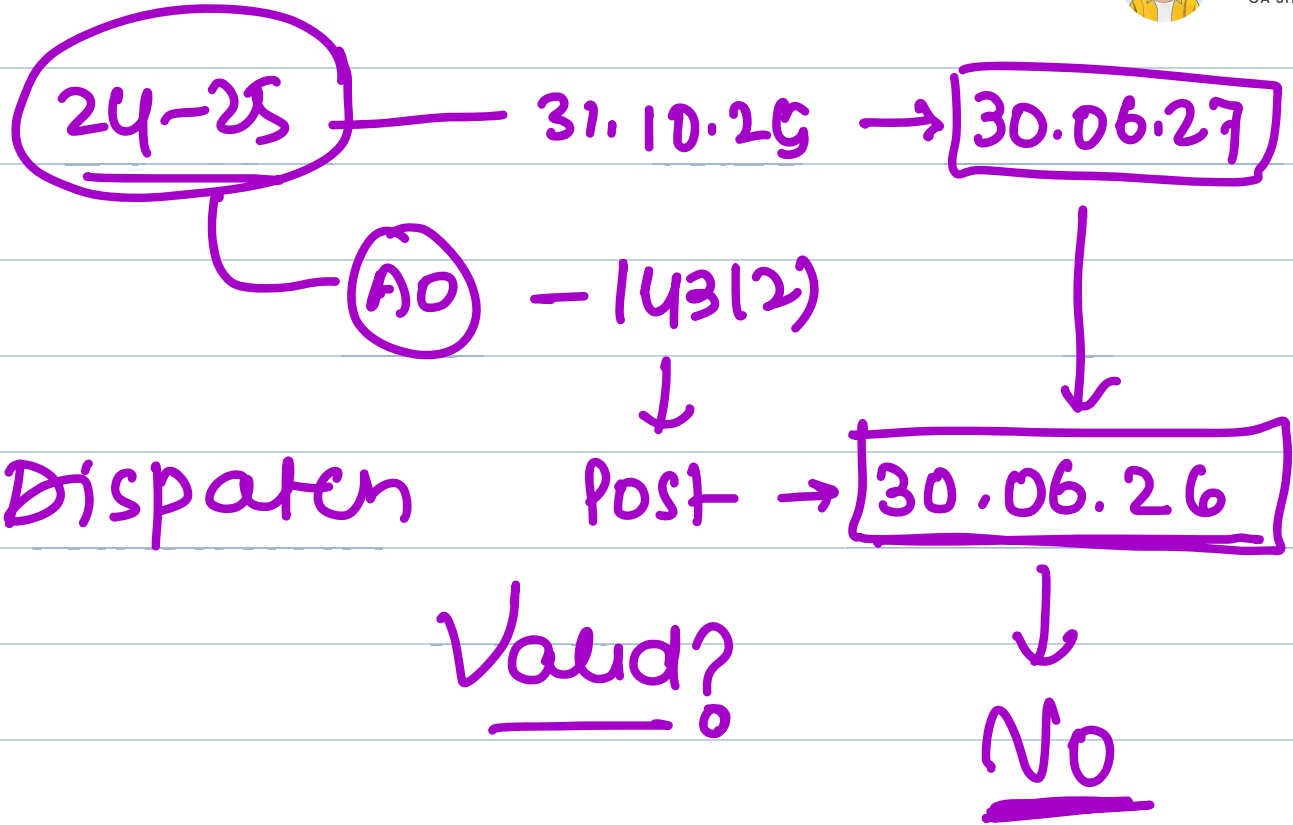 24-25 — 31.10.25 → 30.06.27
AO - 143(2)
↓
Dispatch Post → 30.06.26
Valid?
NO